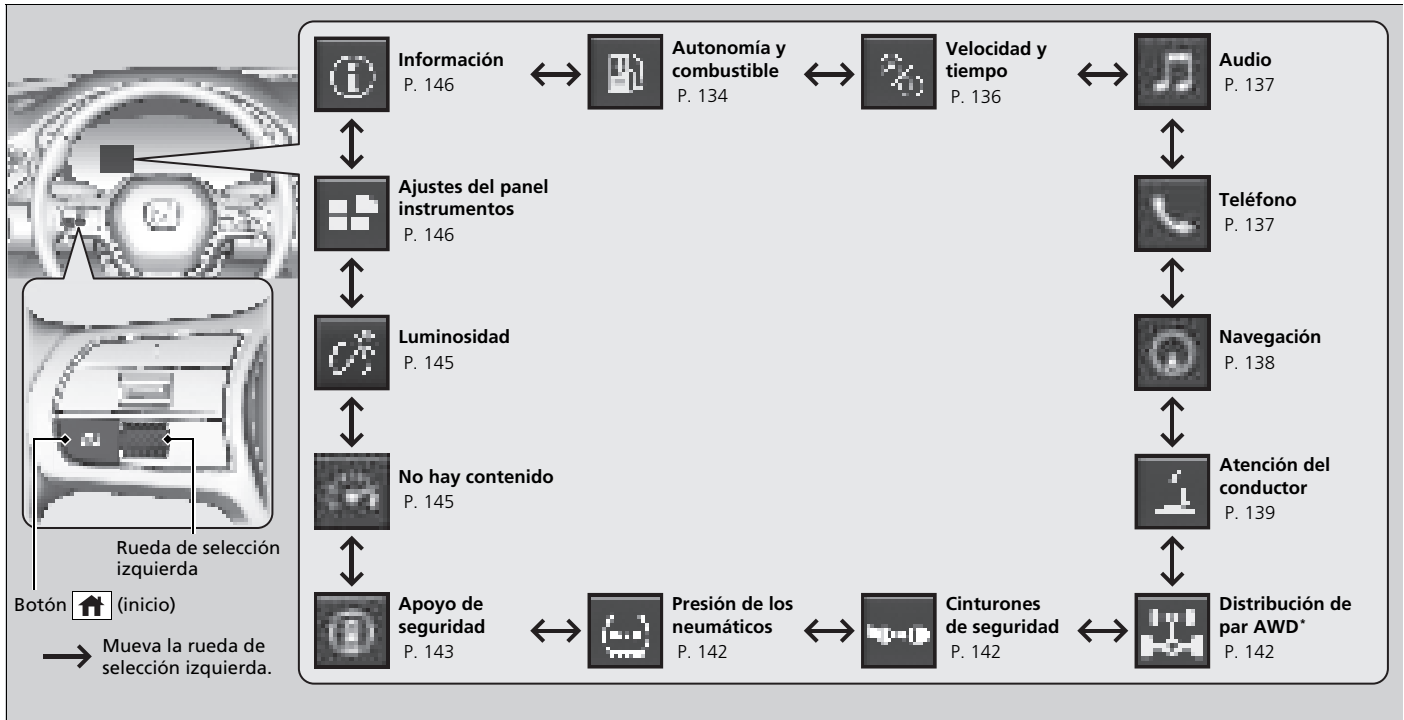 Información
P. 146
Autonomía y
combustible
P. 134
Velocidad y
tiempo
P. 136
Audio
P. 137
Ajustes del panel
instrumentos
P. 146
Teléfono
P. 137
Luminosidad
P. 145
Navegación
P. 138
No hay contenido
P. 145
Atención del
conductor
P. 139
Rueda de selección
izquierda
Botón (inicio)
Mueva la rueda de
selección izquierda.
Apoyo de
seguridad
P. 143
Presión de los
neumáticos
P. 142
Cinturones
de seguridad
P. 142
Distribución de
par AWD*
P. 142